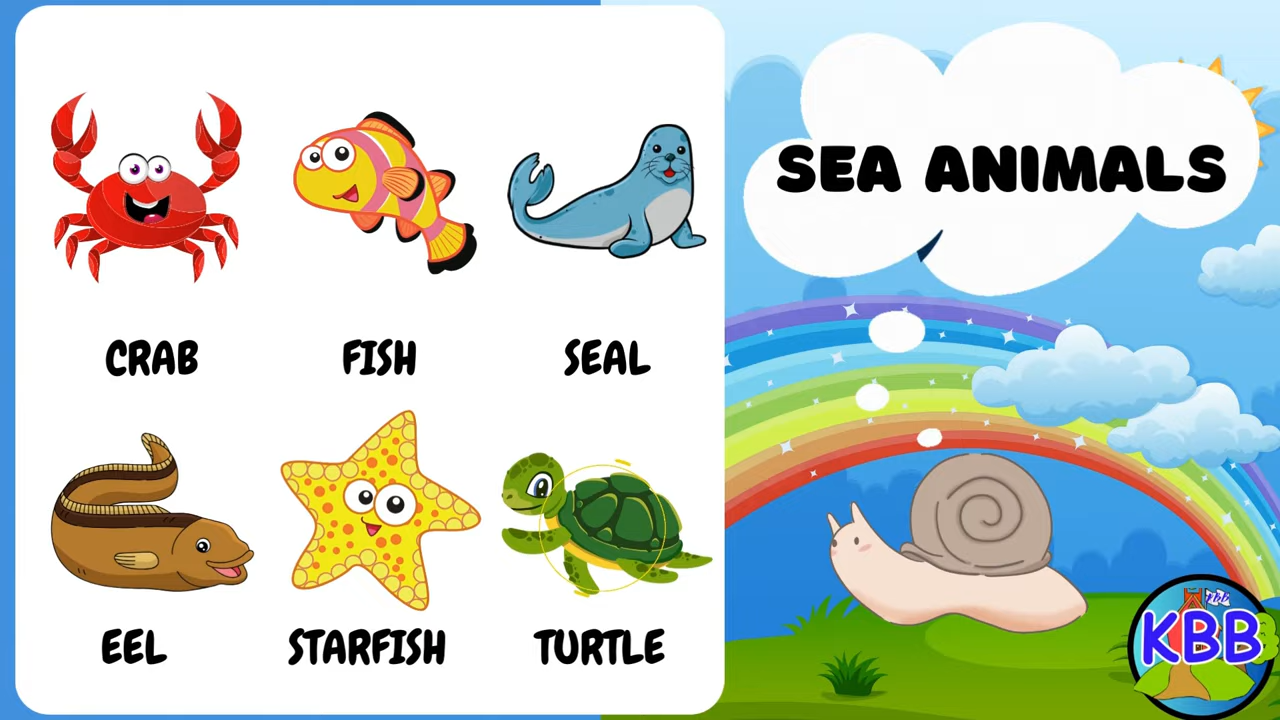 SEA ANIMALS
CRAB
FISH
SEAL
EEL
STARFISH
TURTLE
KBB